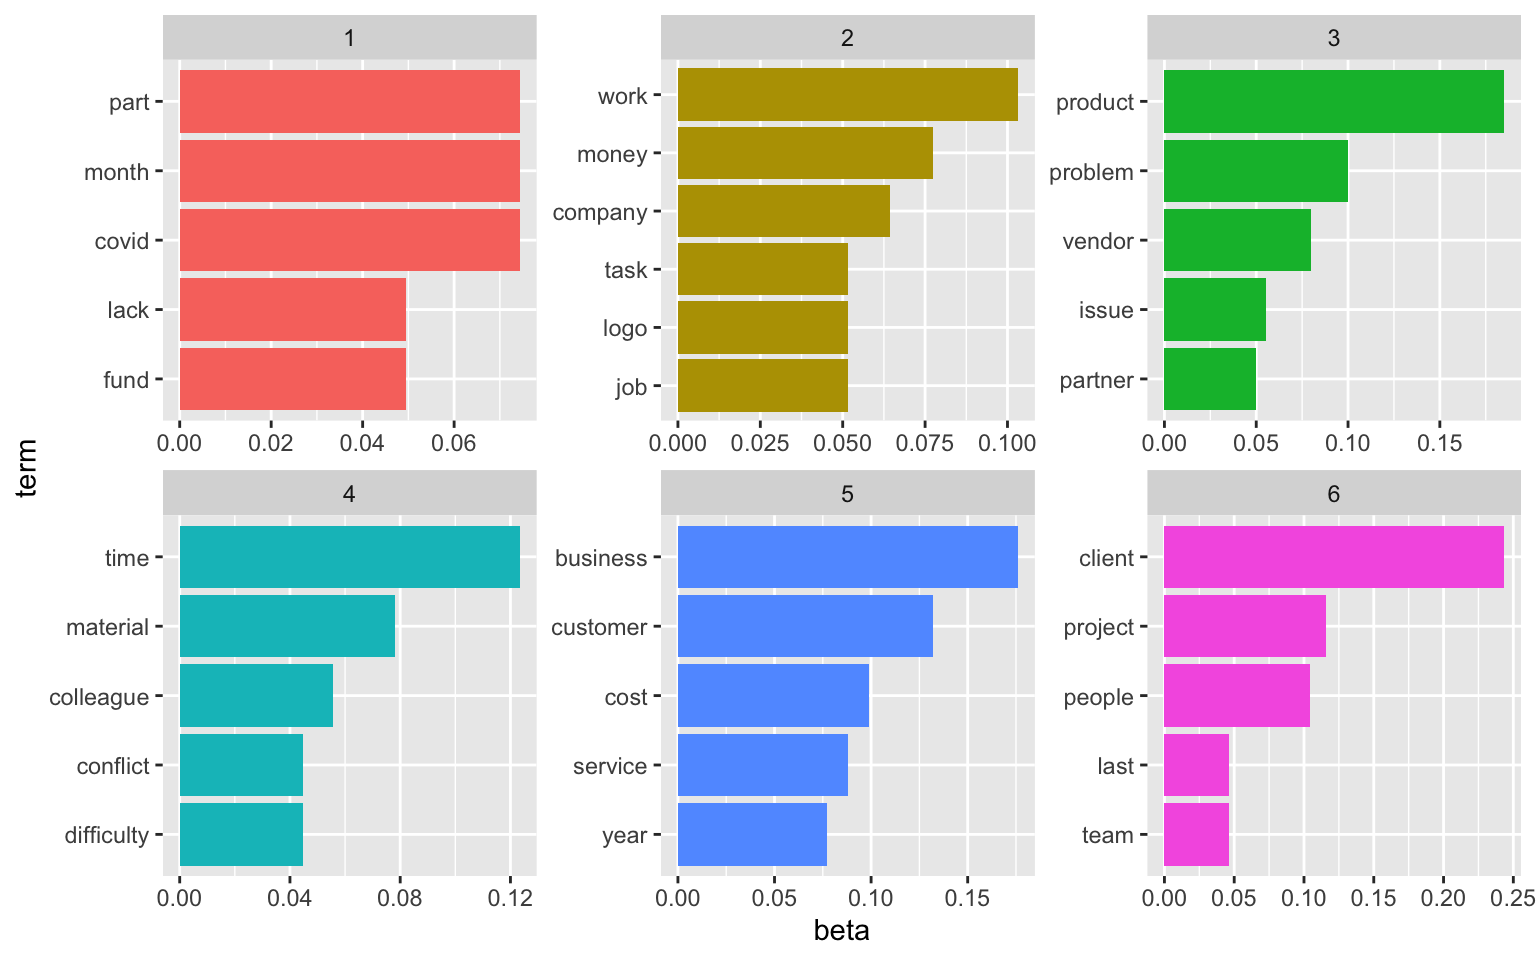 1
part
month
covid
lack
fund
0.00 0.02 0.04 0.06
2
work
money
company
task
logo
job
0.000 0.025 0.050 0.075 0.100
3
product
problem
vendor
issue
partner
0.00 0.05 0.10 0.15
term
4
time
material
colleague
conflict
difficulty
0.00 0.04 0.08 0.12
5
business
customer
cost
service
year
0.00 0.05 0.10 0.15
6
client
project
people
last
team
0.00 0.05 0.10 0.15 0.20 0.25
beta